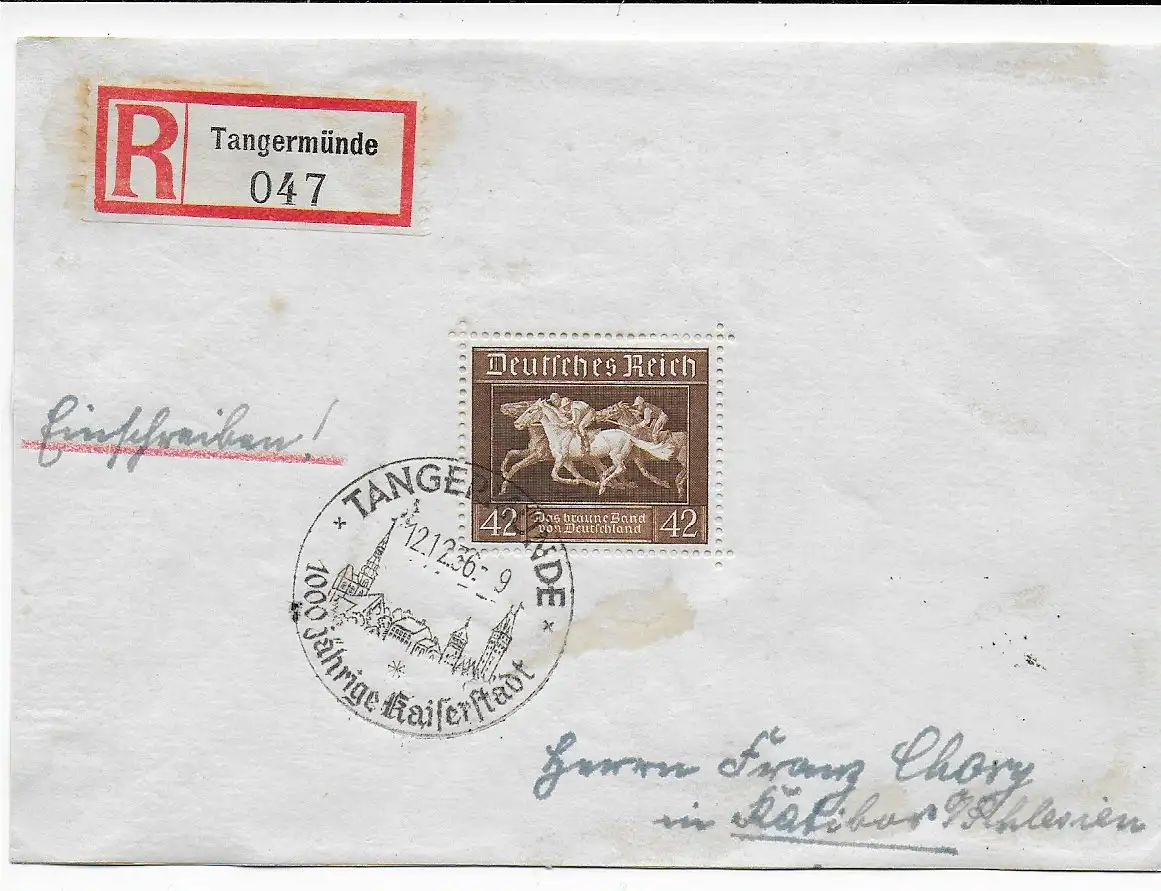 R
Tangermünde
047
Deutsches Reich
Einschreiben!
42 Das braune Band 42
von Deutschland
TANGERMÜNDE
12.12.36.-9
1000 jährige Kaiserstadt
Herrn Franz Chory
in Ratibor O/Schlesien